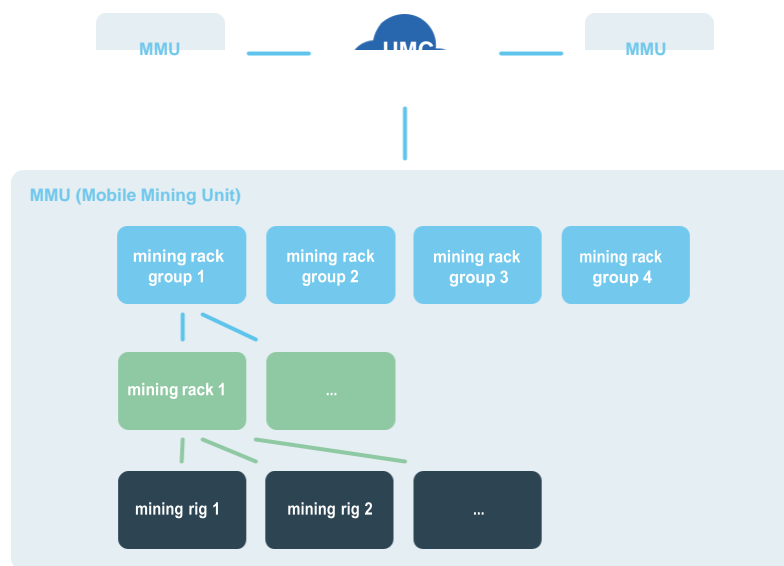 MMU
UMC
MMU
MMU (Mobile Mining Unit)
mining rack
group 1
mining rack
group 2
mining rack
group 3
mining rack
group 4
mining rack 1
...
mining rig 1
mining rig 2
...